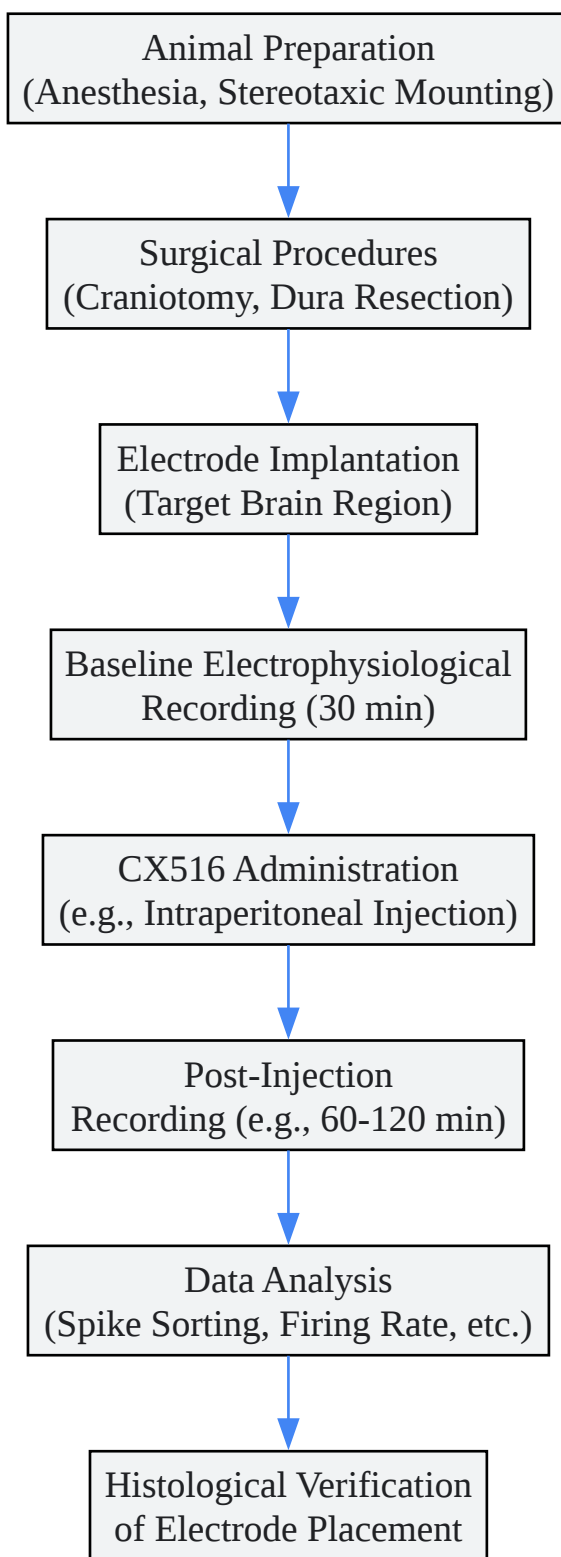 Animal Preparation
(Anesthesia, Stereotaxic Mounting)
Surgical Procedures
(Craniotomy, Dura Resection)
Electrode Implantation
(Target Brain Region)
Baseline Electrophysiological
Recording (30 min)
CX516 Administration
(e.g., Intraperitoneal Injection)
Post-Injection
Recording (e.g., 60-120 min)
Data Analysis
(Spike Sorting, Firing Rate, etc.)
Histological Verification
of Electrode Placement